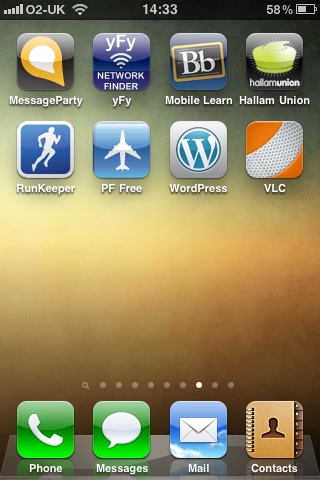 O2-UK 14:33 58%
yFy
NETWORK
FINDER
Bb
hallamunion
MessageParty yFy Mobile Learn Hallam Union
W
RunKeeper PF Free WordPress VLC
Phone Messages Mail Contacts